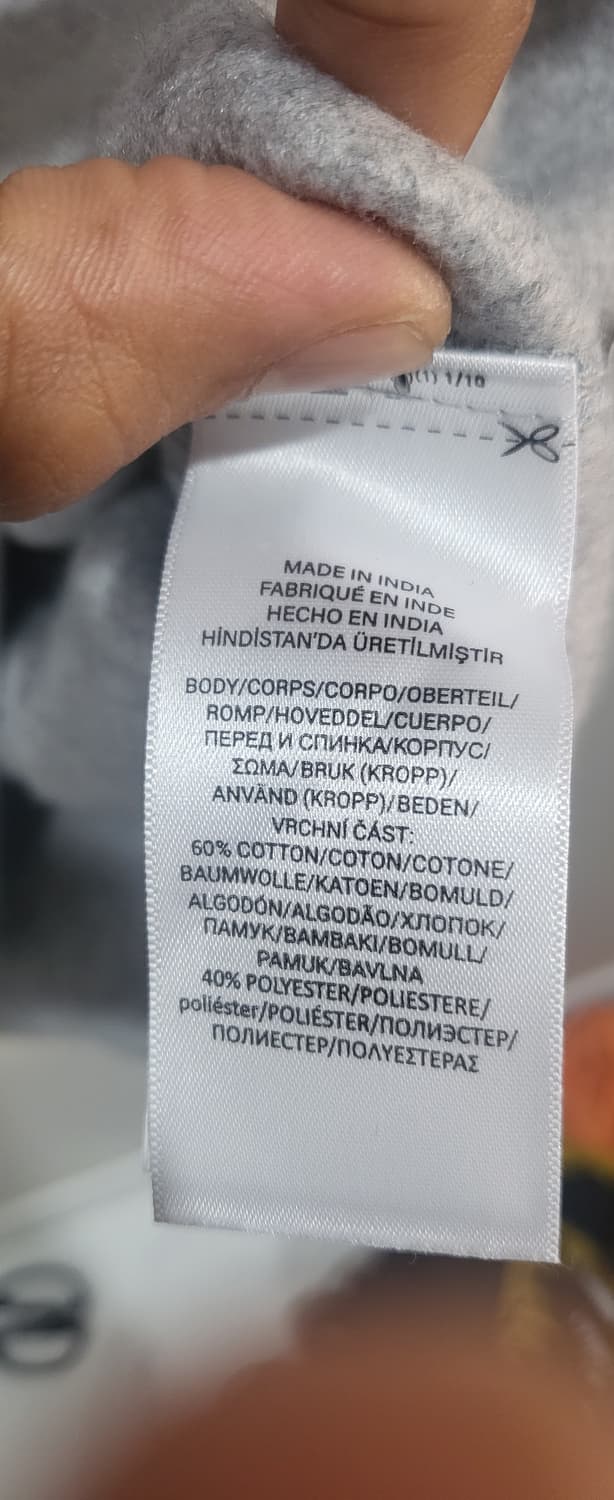 (1) 1/10
MADE IN INDIA
FABRIQUÉ EN INDE
HECHO EN INDIA
HİNDİSTAN'DA ÜRETİLMİŞTİR
BODY/CORPS/CORPO/OBERTEIL/
ROMP/HOVEDDEL/CUERPO/
ПЕРЕД И СПИНКА/КОРПУС/
ΣΩΜΑ/BRUK (KROPP)/
ANVÄND (KROPP)/BEDEN/
VRCHNÍ ČÁST:
60% COTTON/COTON/COTONE/
BAUMWOLLE/KATOEN/BOMULD/
ALGODÓN/ALGODÃO/ХЛОПОК/
ПАМУК/BAMBAKI/BOMULL/
PAMUK/BAVLNA
40% POLYESTER/POLIESTERE/
poliéster/POLIÉSTER/ПОЛИЭСТЕР/
ПОЛИЕСТЕР/ΠΟΛΥΕΣΤΕΡΑΣ